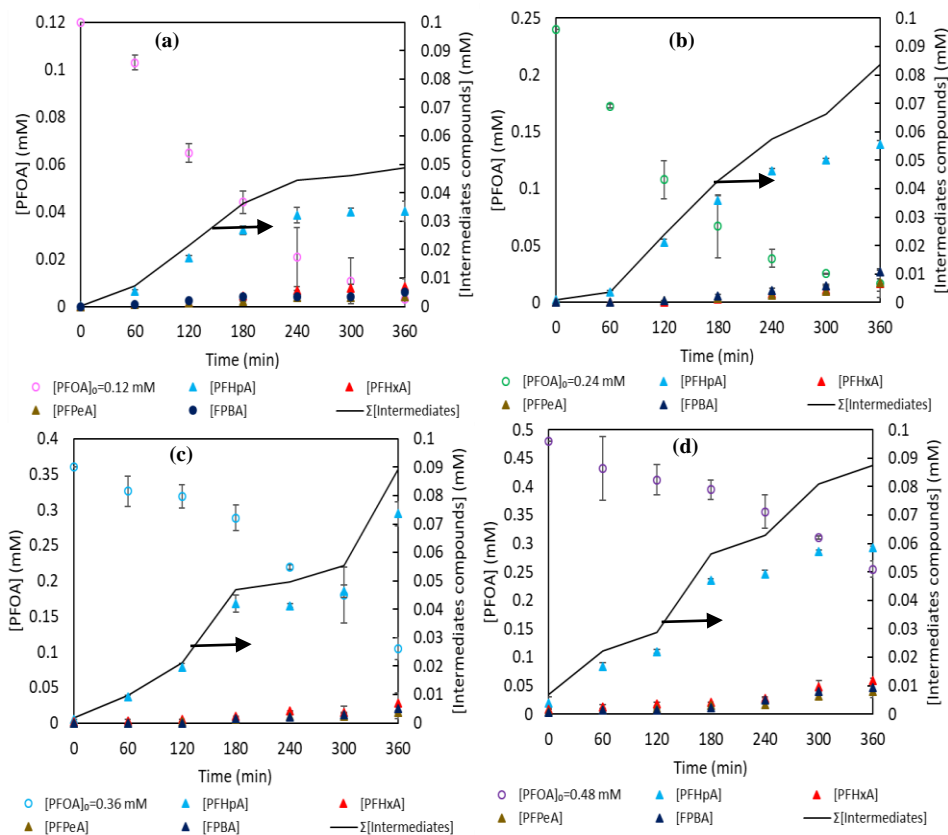 (a)
0.12
0.1
0.08
0.06
0.04
0.02
0
[PFOA] (mM)
0.1
0.09
0.08
0.07
0.06
0.05
0.04
0.03
0.02
0.01
0
[Intermediates compounds] (mM)
0 60 120 180 240 300 360
Time (min)
[PFOA]₀=0.12 mM [PFHpA] [PFHxA]
[PFPeA] [FPBA] Σ[Intermediates]
(b)
0.25
0.2
0.15
0.1
0.05
0
[PFOA] (mM)
0.1
0.09
0.08
0.07
0.06
0.05
0.04
0.03
0.02
0.01
0
[Intermediates compounds] (mM)
0 60 120 180 240 300 360
Time (min)
[PFOA]₀=0.24 mM [PFHpA] [PFHxA]
[PFPeA] [FPBA] Σ[Intermediates]
(c)
0.4
0.35
0.3
0.25
0.2
0.15
0.1
0.05
0
[PFOA] (mM)
0.1
0.09
0.08
0.07
0.06
0.05
0.04
0.03
0.02
0.01
0
[Intermediates compounds] (mM)
0 60 120 180 240 300 360
Time (min)
[PFOA]₀=0.36 mM [PFHpA] [PFHxA]
[PFPeA] [FPBA] Σ[Intermediates]
(d)
0.5
0.45
0.4
0.35
0.3
0.25
0.2
0.15
0.1
0.05
0
[PFOA] (mM)
0.1
0.09
0.08
0.07
0.06
0.05
0.04
0.03
0.02
0.01
0
[Intermediates compounds] (mM)
0 60 120 180 240 300 360
Time (min)
[PFOA]₀=0.48 mM [PFHpA] [PFHxA]
[PFPeA] [FPBA] Σ[Intermediates]